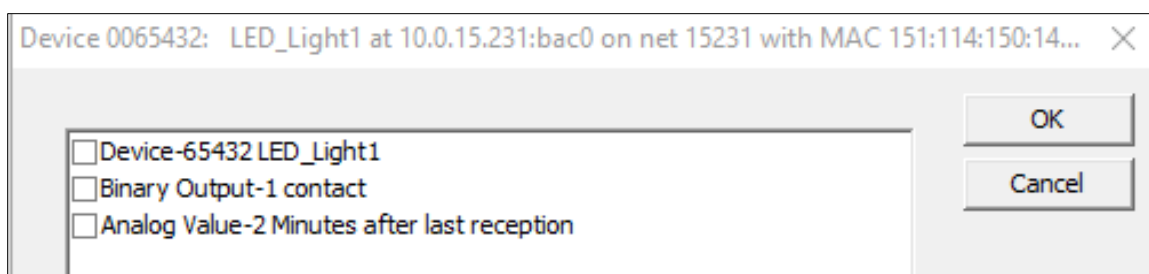 Device 0065432: LED_Light1 at 10.0.15.231:bac0 on net 15231 with MAC 151:114:150:14...
OK
Device-65432 LED_Light1
Binary Output-1 contact
Cancel
Analog Value-2 Minutes after last reception